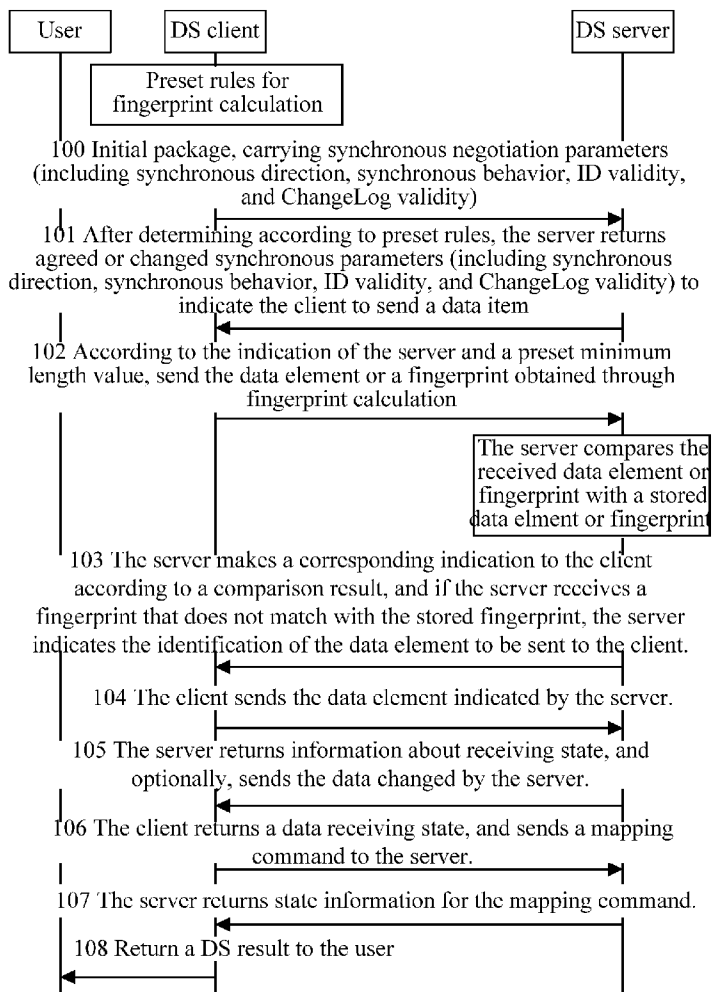 User
DS client
DS server
Preset rules for
fingerprint calculation
100 Initial package, carrying synchronous negotiation parameters
(including synchronous direction, synchronous behavior, ID validity,
and ChangeLog validity)
101 After determining according to preset rules, the server returns
agreed or changed synchronous parameters (including synchronous
direction, synchronous behavior, ID validity, and ChangeLog validity) to
indicate the client to send a data item
102 According to the indication of the server and a preset minimum
length value, send the data element or a fingerprint obtained through
fingerprint calculation
The server compares the
received data element or
fingerprint with a stored
data elment or fingerprint
103 The server makes a corresponding indication to the client
according to a comparison result, and if the server receives a
fingerprint that does not match with the stored fingerprint, the server
indicates the identification of the data element to be sent to the client.
104 The client sends the data element indicated by the server.
105 The server returns information about receiving state, and
optionally, sends the data changed by the server.
106 The client returns a data receiving state, and sends a mapping
command to the server.
107 The server returns state information for the mapping command.
108 Return a DS result to the user